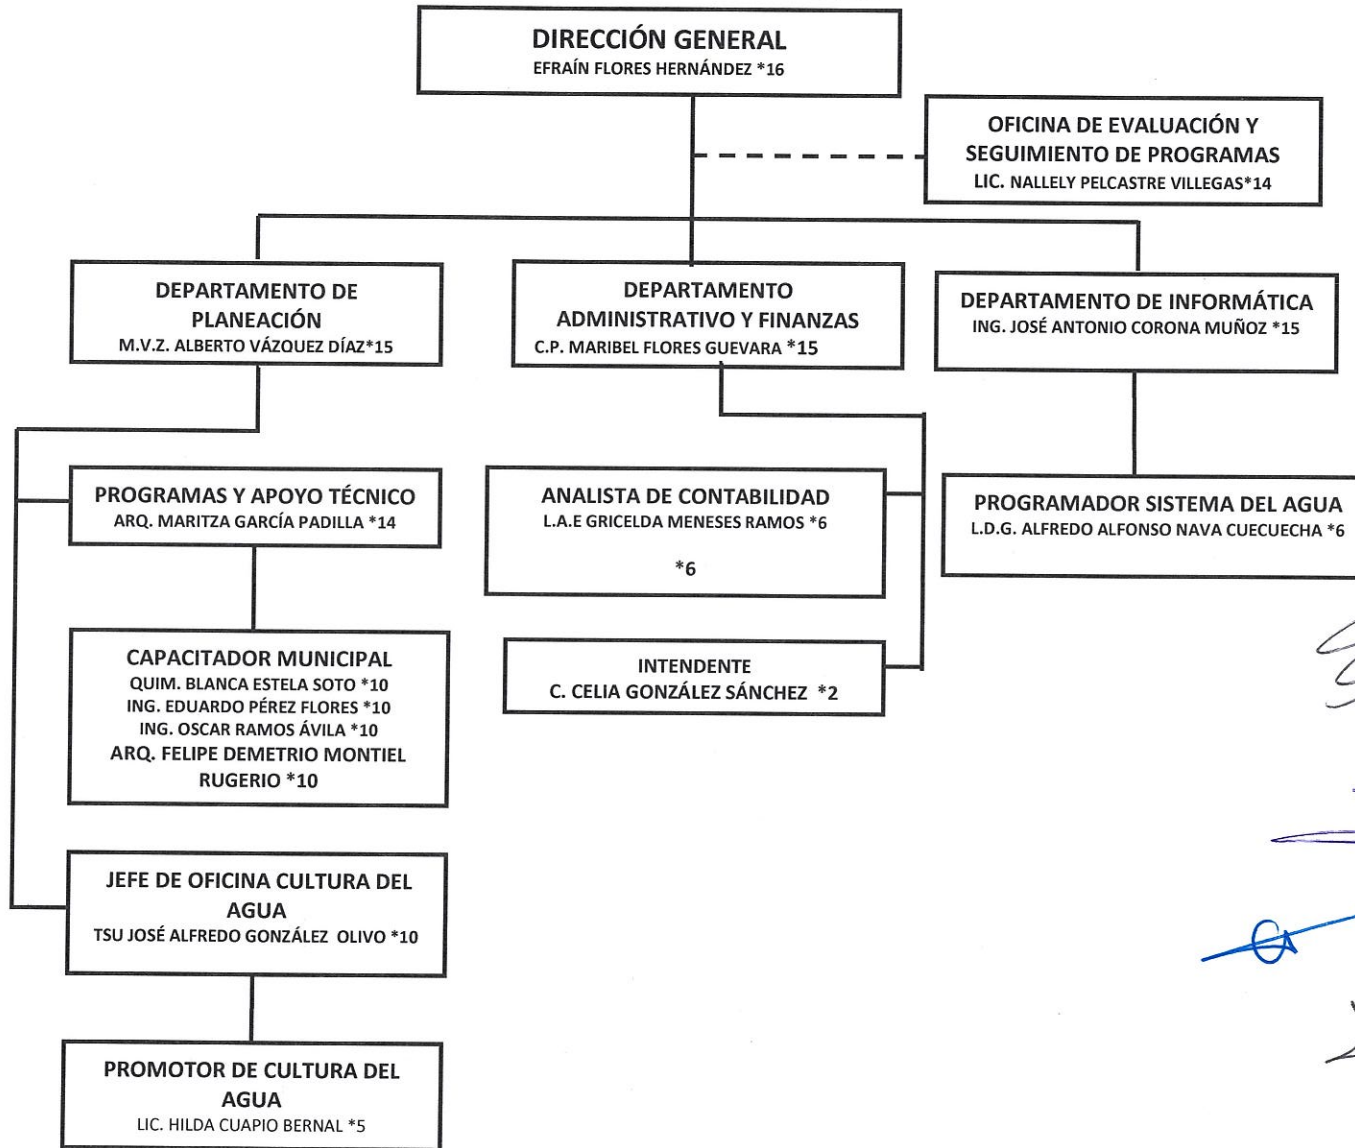 DIRECCIÓN GENERAL
EFRAÍN FLORES HERNÁNDEZ *16
OFICINA DE EVALUACIÓN Y
SEGUIMIENTO DE PROGRAMAS
LIC. NALLELY PELCASTRE VILLEGAS*14
DEPARTAMENTO DE
PLANEACIÓN
M.V.Z. ALBERTO VÁZQUEZ DÍAZ*15
DEPARTAMENTO
ADMINISTRATIVO Y FINANZAS
C.P. MARIBEL FLORES GUEVARA *15
DEPARTAMENTO DE INFORMÁTICA
ING. JOSÉ ANTONIO CORONA MUÑOZ *15
PROGRAMAS Y APOYO TÉCNICO
ARQ. MARITZA GARCÍA PADILLA *14
ANALISTA DE CONTABILIDAD
L.A.E GRICELDA MENESES RAMOS *6
*6
PROGRAMADOR SISTEMA DEL AGUA
L.D.G. ALFREDO ALFONSO NAVA CUECUECHA *6
CAPACITADOR MUNICIPAL
QUIM. BLANCA ESTELA SOTO *10
ING. EDUARDO PÉREZ FLORES *10
ING. OSCAR RAMOS ÁVILA *10
ARQ. FELIPE DEMETRIO MONTIEL
RUGERIO *10
INTENDENTE
C. CELIA GONZÁLEZ SÁNCHEZ *2
JEFE DE OFICINA CULTURA DEL
AGUA
TSU JOSÉ ALFREDO GONZÁLEZ OLIVO *10
PROMOTOR DE CULTURA DEL
AGUA
LIC. HILDA CUAPIO BERNAL *5